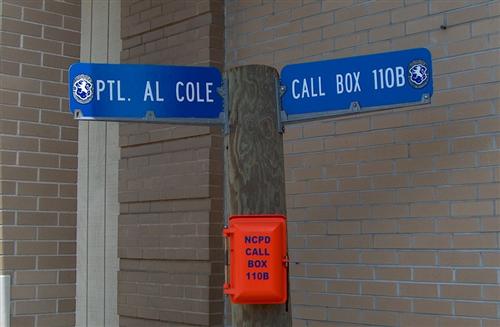 PTL. AL COLE
CALL BOX 110B
NCPD
CALL
BOX
110B